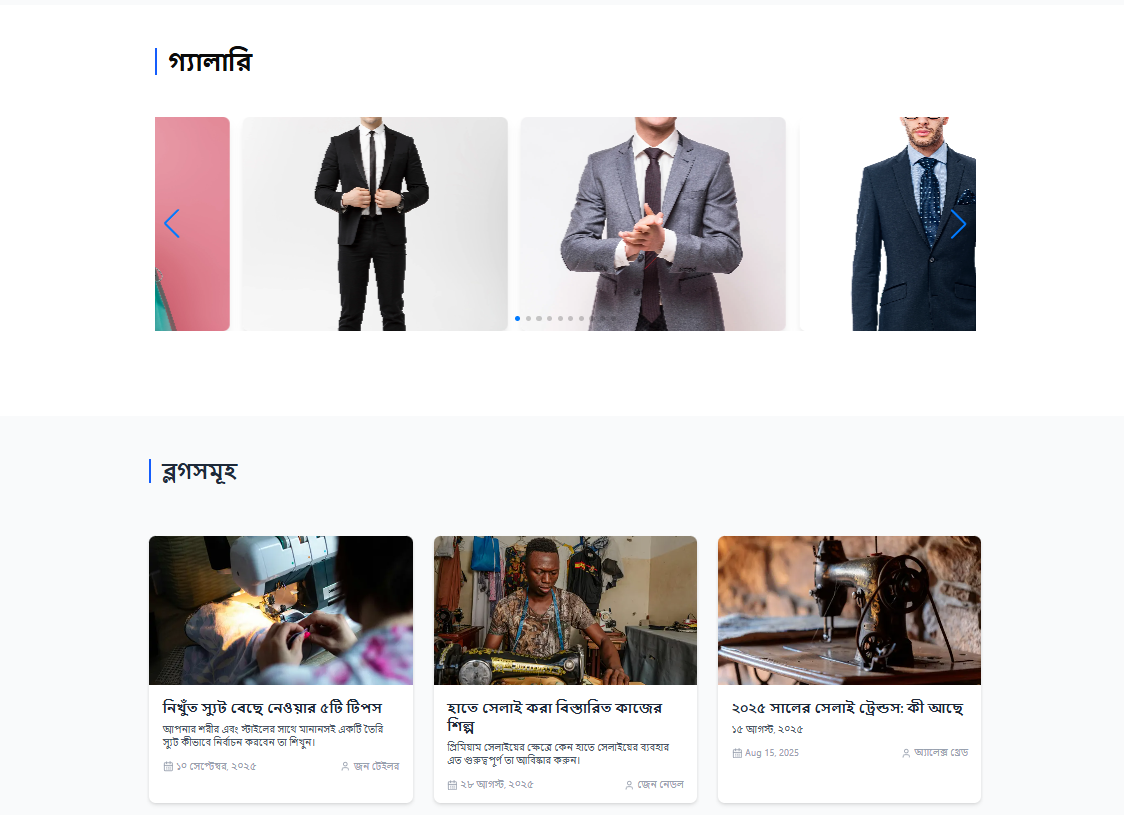 গ্যালারি
ব্লগসমূহ
নিখুঁত স্যুট বেছে নেওয়ার ৫টি টিপস
আপনার শরীর এবং স্টাইলের সাথে মানানসই একটি তৈরি
স্যুট কীভাবে নির্বাচন করবেন তা শিখুন।
১০ সেপ্টেম্বর, ২০২৫
জন টেইলর
হাতে সেলাই করা বিস্তারিত কাজের
শিল্প
প্রিমিয়াম সেলাইয়ের ক্ষেত্রে কেন হাতে সেলাইয়ের ব্যবহার
এত গুরুত্বপূর্ণ তা আবিষ্কার করুন।
২৮ আগস্ট, ২০২৫
জেন নেডল
২০২৫ সালের সেলাই ট্রেন্ডস: কী আছে
১৫ আগস্ট, ২০২৫
Aug 15, 2025
অ্যালেক্স থ্রেড